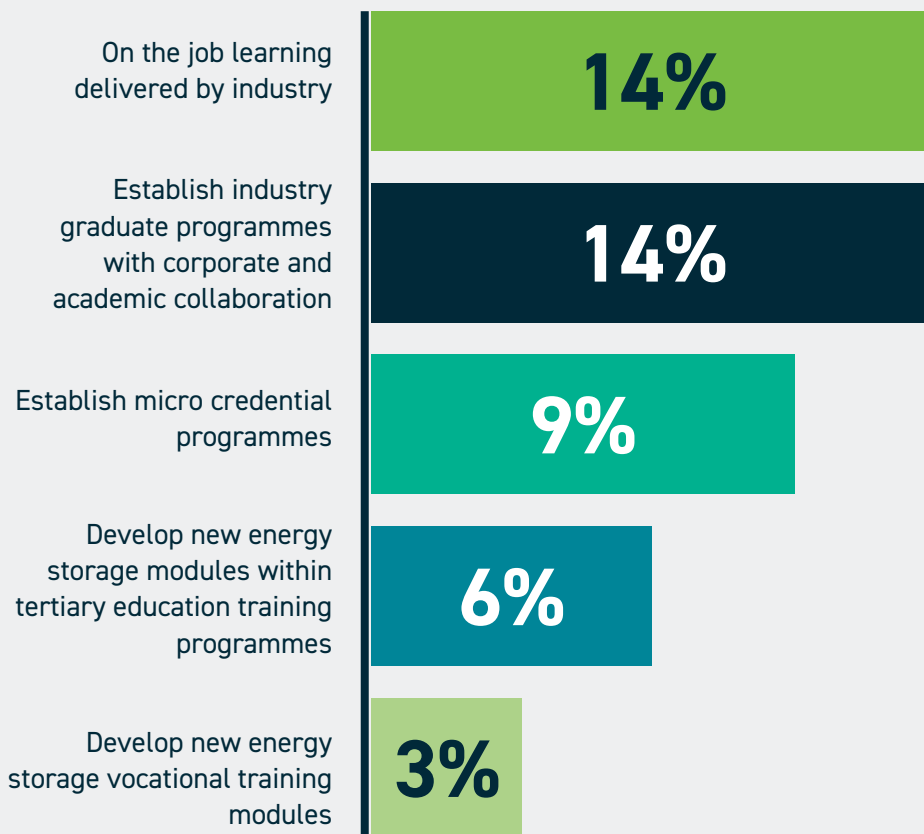 On the job learning
delivered by industry
14%
Establish industry
graduate programmes
with corporate and
academic collaboration
14%
Establish micro credential
programmes
9%
Develop new energy
storage modules within
tertiary education training
programmes
6%
Develop new energy
storage vocational training
modules
3%